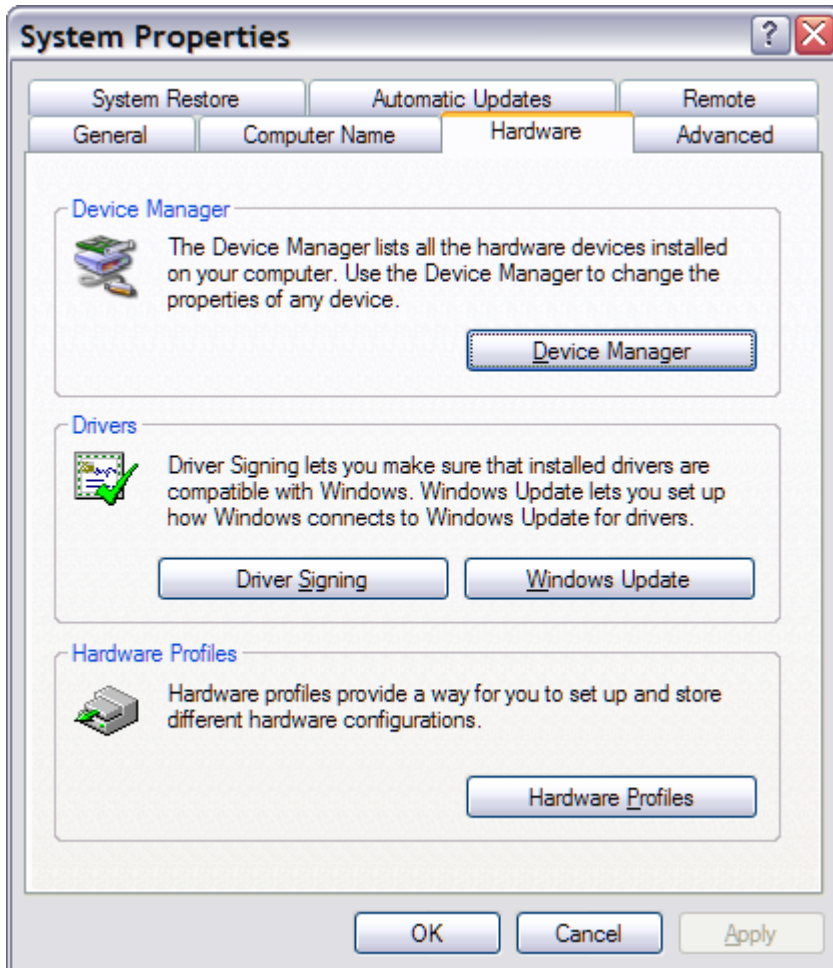 System Properties
?
System Restore Automatic Updates Remote
General Computer Name Hardware Advanced
Device Manager
The Device Manager lists all the hardware devices installed
on your computer. Use the Device Manager to change the
properties of any device.
Device Manager
Drivers
Driver Signing lets you make sure that installed drivers are
compatible with Windows. Windows Update lets you set up
how Windows connects to Windows Update for drivers.
Driver Signing Windows Update
Hardware Profiles
Hardware profiles provide a way for you to set up and store
different hardware configurations.
Hardware Profiles
OK Cancel Apply